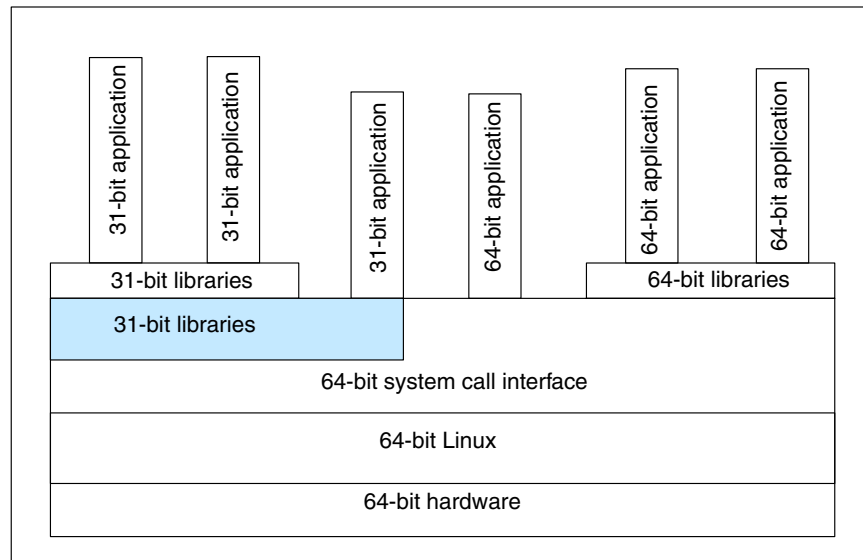 31-bit application
31-bit application
31-bit application
64-bit application
64-bit application
64-bit application
31-bit libraries
64-bit libraries
31-bit libraries
64-bit system call interface
64-bit Linux
64-bit hardware